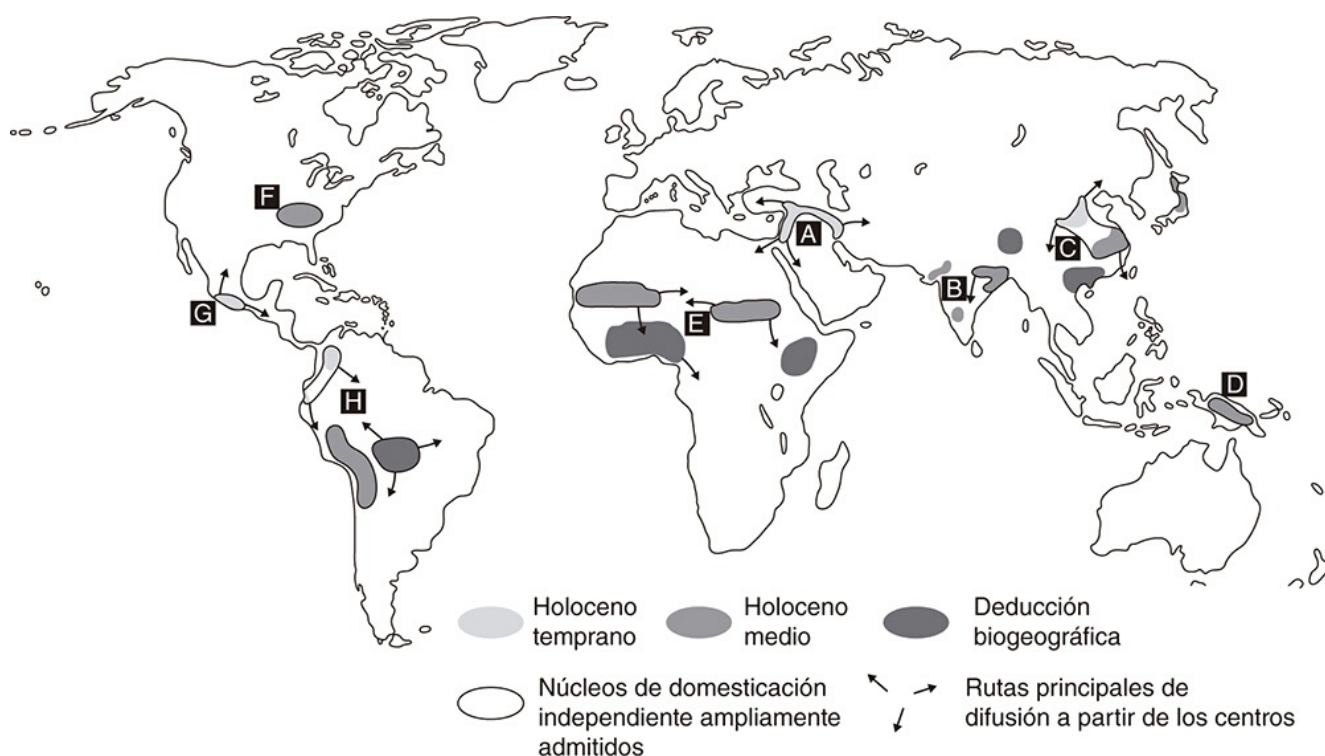 F
A
C
B
G
E
D
H
Holoceno
temprano
Holoceno
medio
Deducción
biogeográfica
Núcleos de domesticación
independiente ampliamente
admitidos
Rutas principales de
difusión a partir de los centros